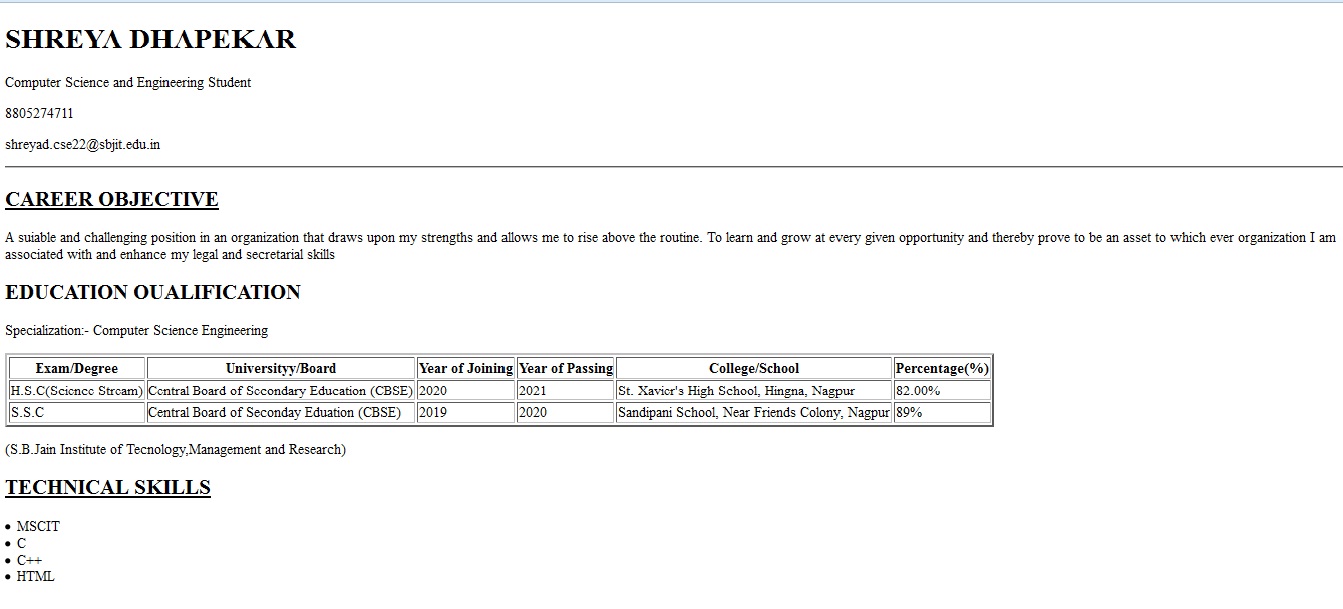 SHREYA DHAPEKAR
Computer Science and Engineering Student
8805274711
shreyad.cse22@sbjit.edu.in
CAREER OBJECTIVE
A suiable and challenging position in an organization that draws upon my strengths and allows me to rise above the routine. To learn and grow at every given opportunity and thereby prove to be an asset to which ever organization I am
associated with and enhance my legal and secretarial skills
EDUCATION QUALIFICATION
Specialization:- Computer Science Engineering
Exam/Degree Universityy/Board Year of Joining Year of Passing College/School Percentage(%)
H.S.C(Science Stream) Central Board of Secondary Education (CBSE) 2020 2021 St. Xavier's High School, Hingna, Nagpur 82.00%
S.S.C Central Board of Seconday Eduation (CBSE) 2019 2020 Sandipani School, Near Friends Colony, Nagpur 89%
(S.B.Jain Institute of Tecnology,Management and Research)
TECHNICAL SKILLS
• MSCIT
• C
• C++
• HTML